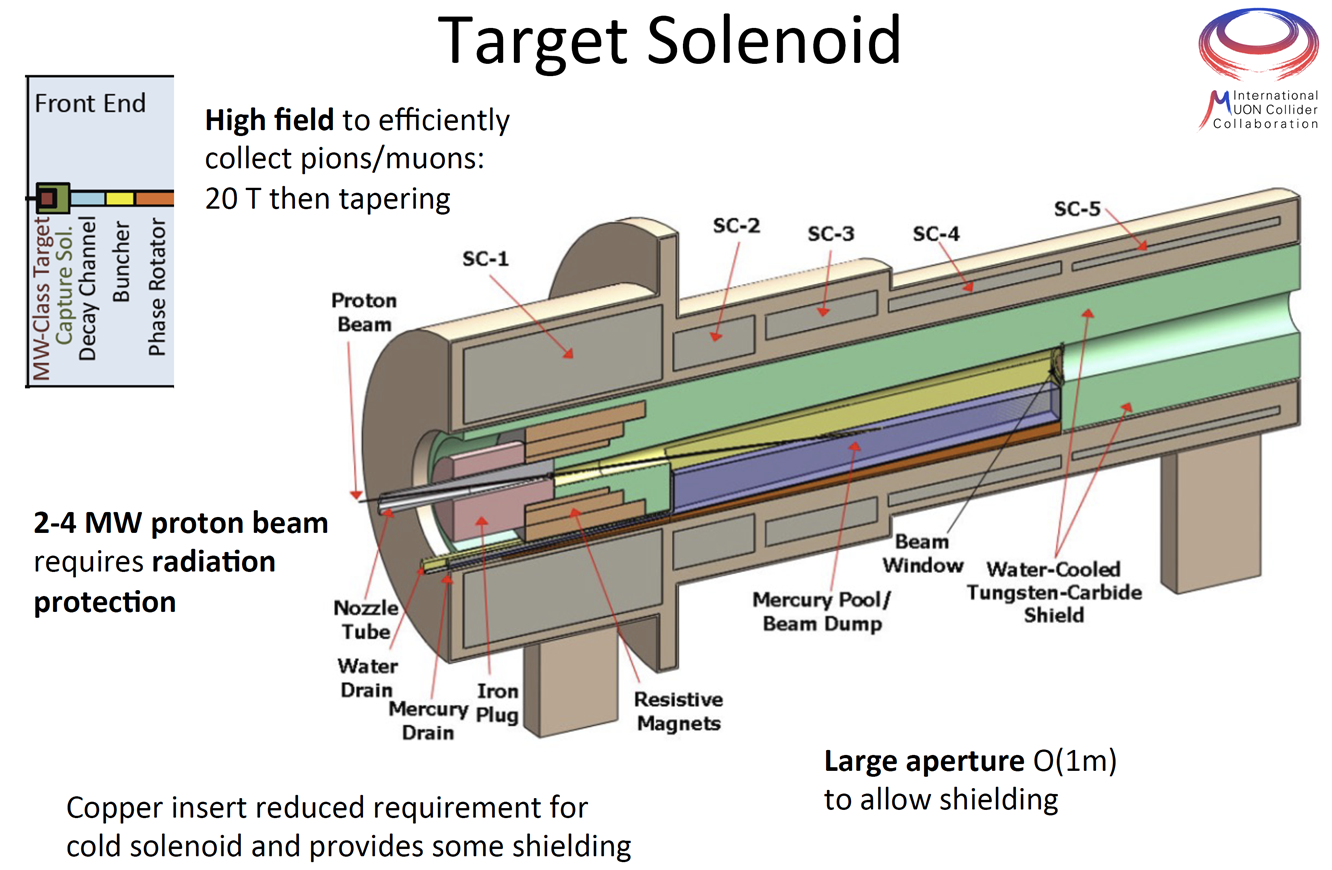 Target Solenoid
International
MUON Collider
Collaboration
Front End
MW-Class Target
Capture Sol.
Decay Channel
Buncher
Phase Rotator
High field to efficiently
collect pions/muons:
20 T then tapering
SC-1
SC-2
SC-3
SC-4
SC-5
Proton
Beam
2-4 MW proton beam
requires radiation
protection
Nozzle
Tube
Water
Drain
Mercury
Drain
Iron
Plug
Resistive
Magnets
Mercury Pool/
Beam Dump
Beam
Window
Water-Cooled
Tungsten-Carbide
Shield
Large aperture O(1m)
to allow shielding
Copper insert reduced requirement for
cold solenoid and provides some shielding